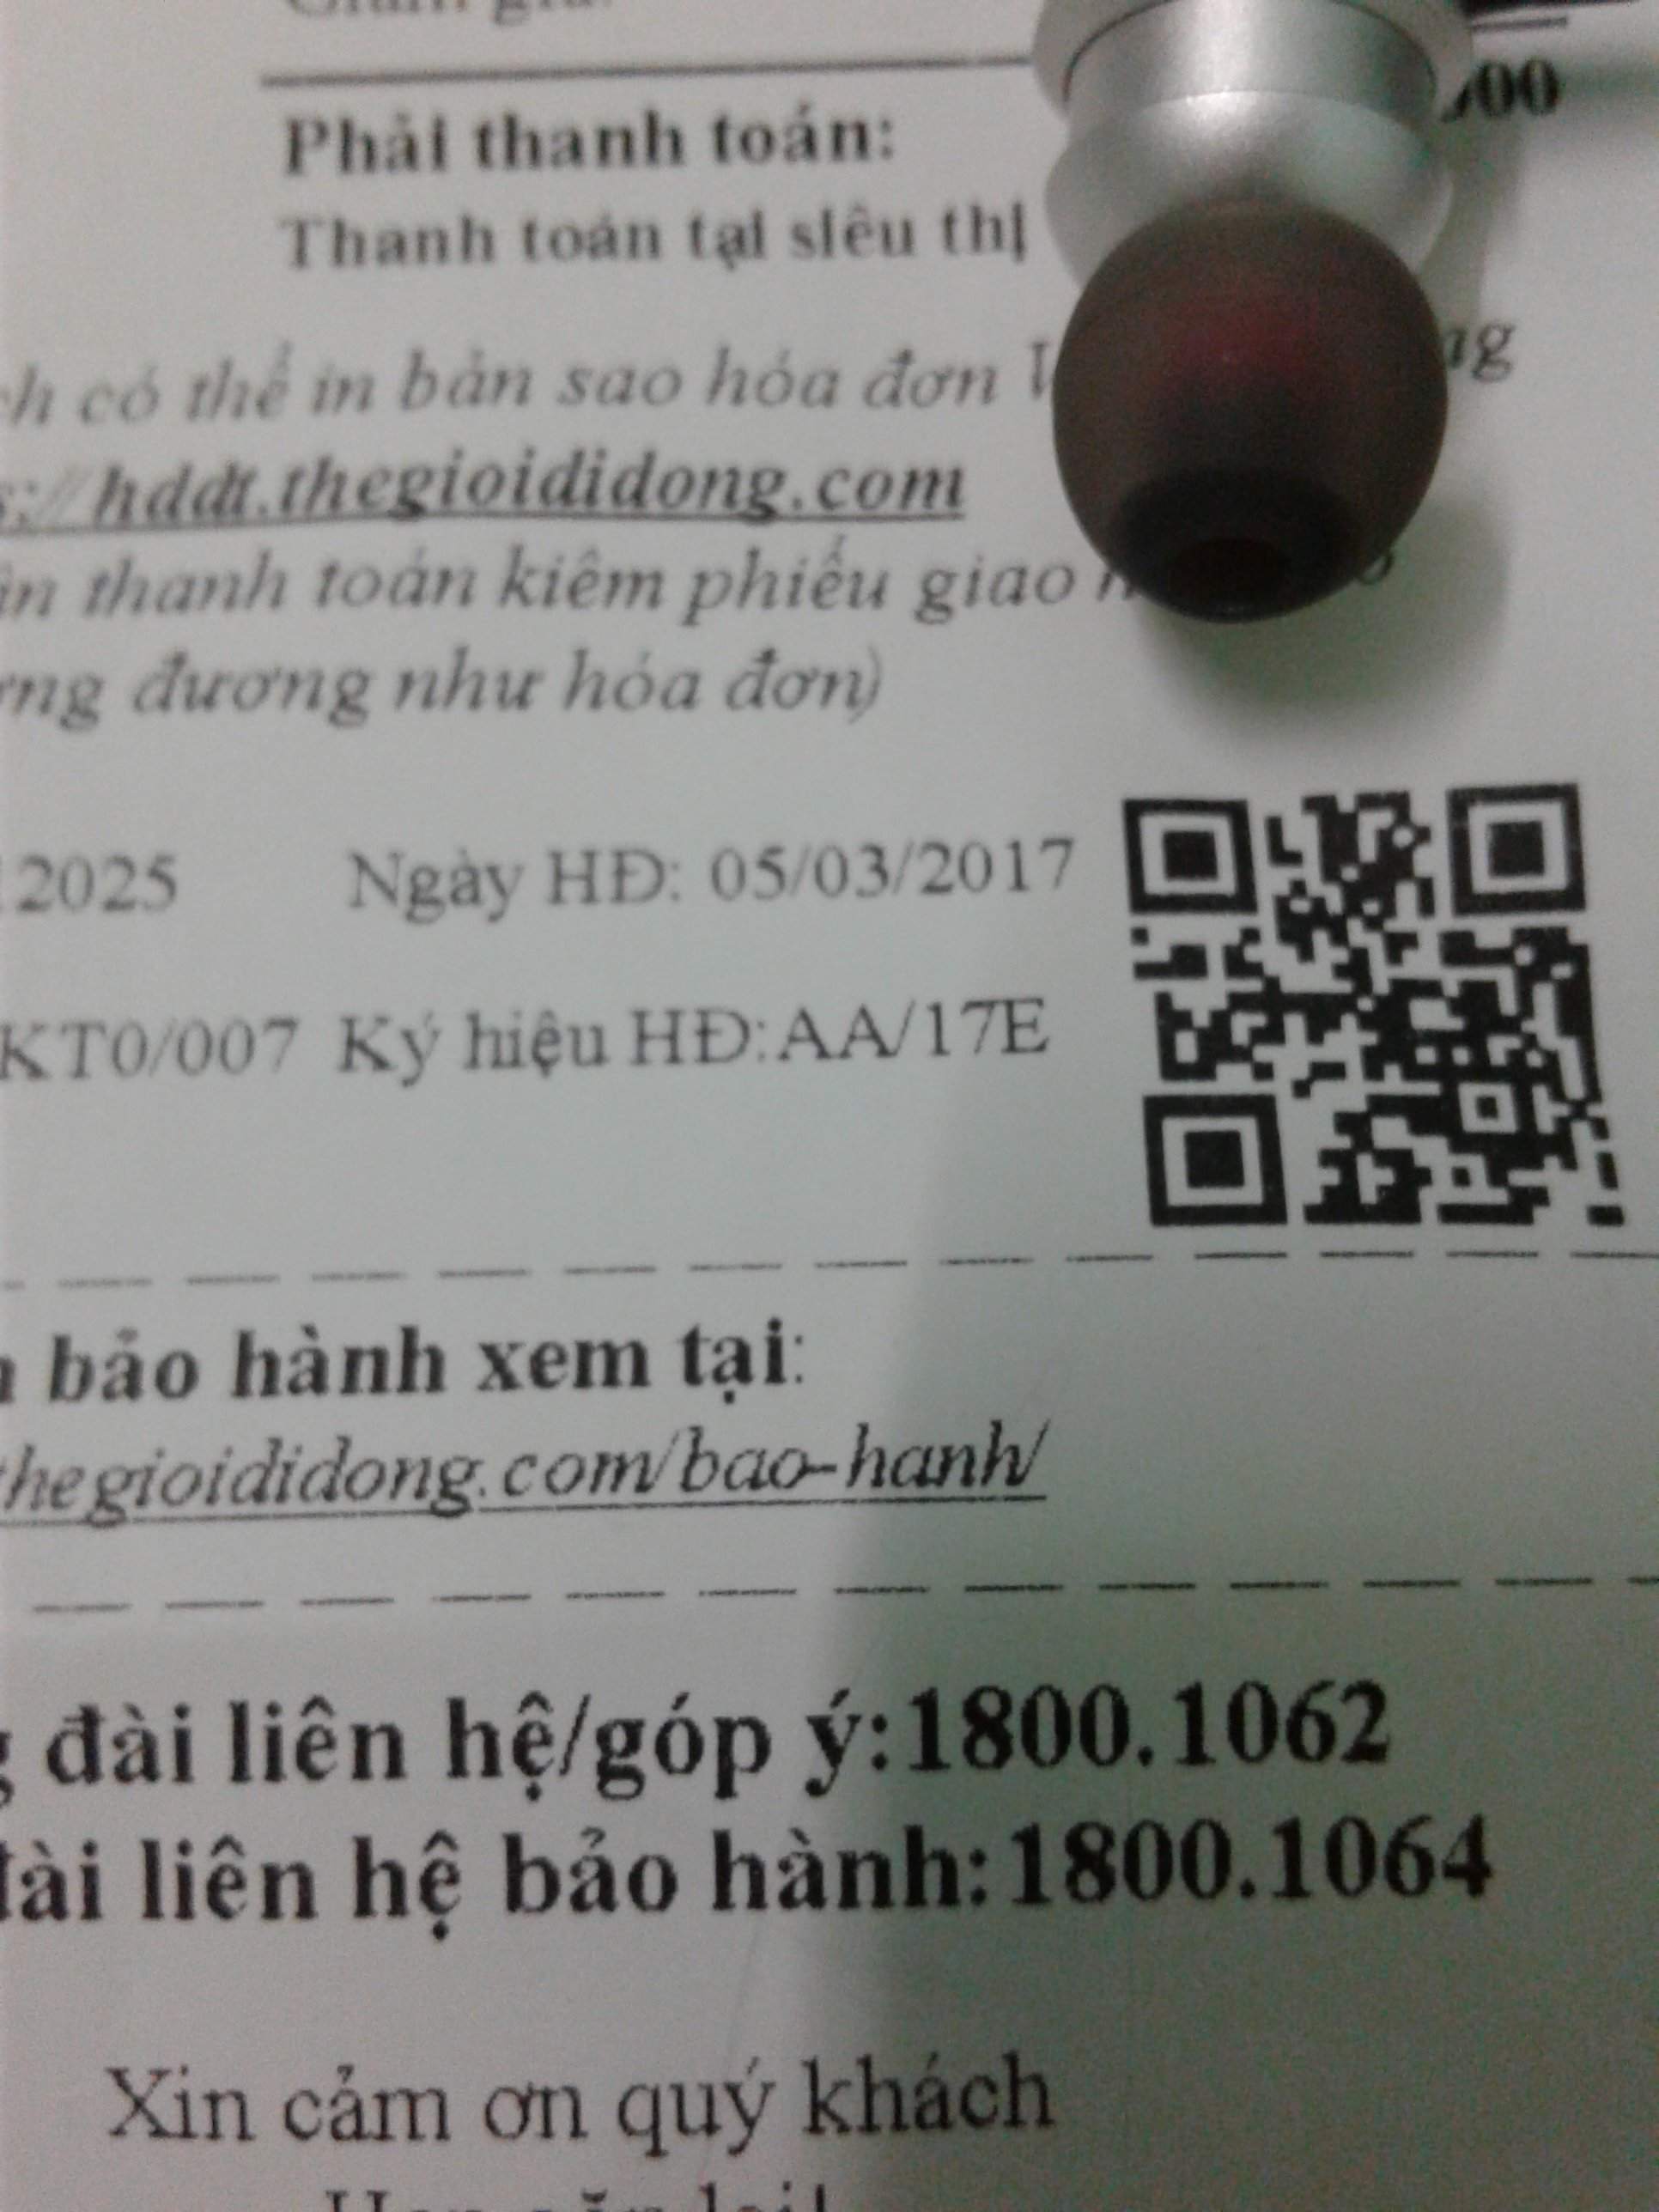 Phải thanh toán:
Thanh toán tại siêu thị
có thể in bản sao hóa đơn
hddt.thegioididong.com
thanh toán kiêm phiếu giao
đương như hóa đơn)
2025 Ngày HĐ: 05/03/2017
KT0/007 Ký hiệu HĐ:AA/17E
bảo hành xem tại:
thegioididong.com/bao-hanh/
đài liên hệ/góp ý:1800.1062
đài liên hệ bảo hành:1800.1064
Xin cảm ơn quý khách